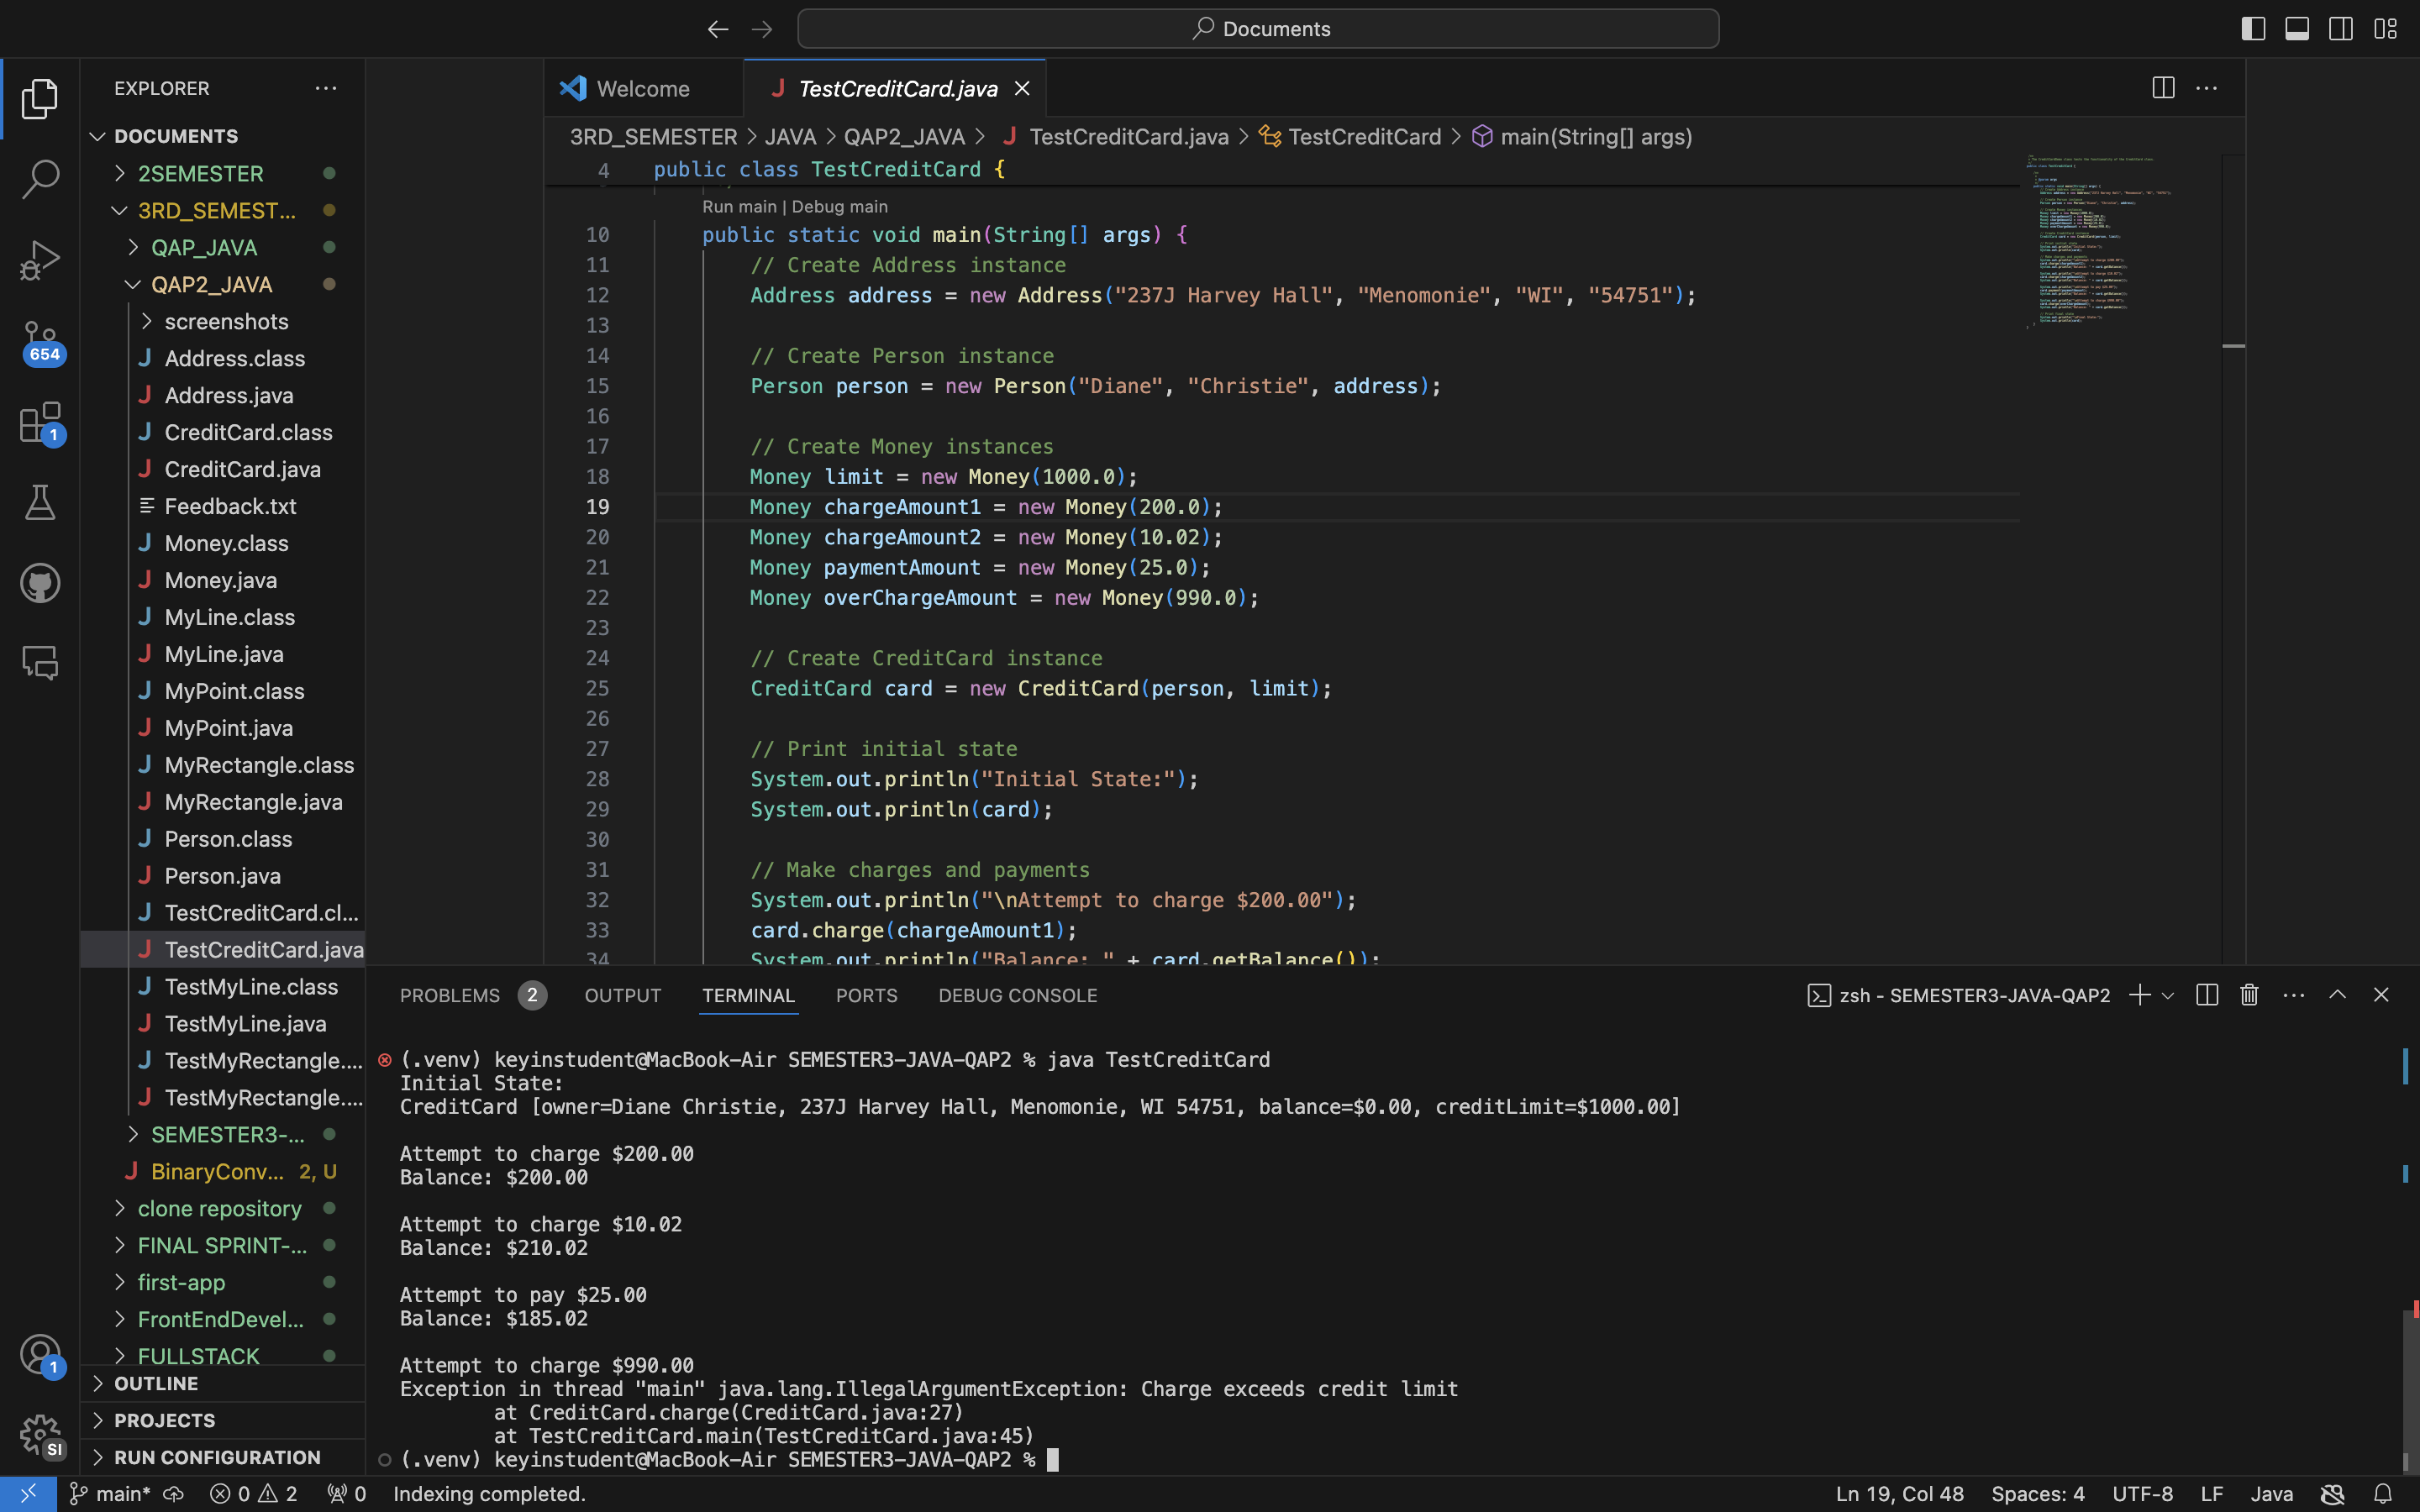 Documents
EXPLORER
DOCUMENTS
2SEMESTER
3RD_SEMEST...
QAP_JAVA
QAP2_JAVA
screenshots
Address.class
Address.java
CreditCard.class
CreditCard.java
Feedback.txt
Money.class
Money.java
MyLine.class
MyLine.java
MyPoint.class
MyPoint.java
MyRectangle.class
MyRectangle.java
Person.class
Person.java
TestCreditCard.cl...
TestCreditCard.java
TestMyLine.class
TestMyLine.java
TestMyRectangle....
TestMyRectangle....
SEMESTER3-...
BinaryConv... 2, U
clone repository
FINAL SPRINT-...
first-app
FrontEndDevel...
FULLSTACK
OUTLINE
PROJECTS
RUN CONFIGURATION
654
1
1
SI
Welcome TestCreditCard.java
3RD_SEMESTER > JAVA > QAP2_JAVA > TestCreditCard.java > TestCreditCard > main(String[] args)
4 public class TestCreditCard {
Run main | Debug main
10 public static void main(String[] args) {
11 // Create Address instance
12 Address address = new Address("237J Harvey Hall", "Menomonie", "WI", "54751");
13
14 // Create Person instance
15 Person person = new Person("Diane", "Christie", address);
16
17 // Create Money instances
18 Money limit = new Money(1000.0);
19 Money chargeAmount1 = new Money(200.0);
20 Money chargeAmount2 = new Money(10.02);
21 Money paymentAmount = new Money(25.0);
22 Money overChargeAmount = new Money(990.0);
23
24 // Create CreditCard instance
25 CreditCard card = new CreditCard(person, limit);
26
27 // Print initial state
28 System.out.println("Initial State:");
29 System.out.println(card);
30
31 // Make charges and payments
32 System.out.println("\nAttempt to charge $200.00");
33 card.charge(chargeAmount1);
34 System.out.println("Balance: " + card.getBalance());
PROBLEMS 2 OUTPUT TERMINAL PORTS DEBUG CONSOLE
zsh - SEMESTER3-JAVA-QAP2
(.venv) keyinstudent@MacBook-Air SEMESTER3-JAVA-QAP2 % java TestCreditCard
Initial State:
CreditCard [owner=Diane Christie, 237J Harvey Hall, Menomonie, WI 54751, balance=$0.00, creditLimit=$1000.00]
Attempt to charge $200.00
Balance: $200.00
Attempt to charge $10.02
Balance: $210.02
Attempt to pay $25.00
Balance: $185.02
Attempt to charge $990.00
Exception in thread "main" java.lang.IllegalArgumentException: Charge exceeds credit limit
at CreditCard.charge(CreditCard.java:27)
at TestCreditCard.main(TestCreditCard.java:45)
(.venv) keyinstudent@MacBook-Air SEMESTER3-JAVA-QAP2 %
main* 0 2 0 Indexing completed.
Ln 19, Col 48 Spaces: 4 UTF-8 LF Java